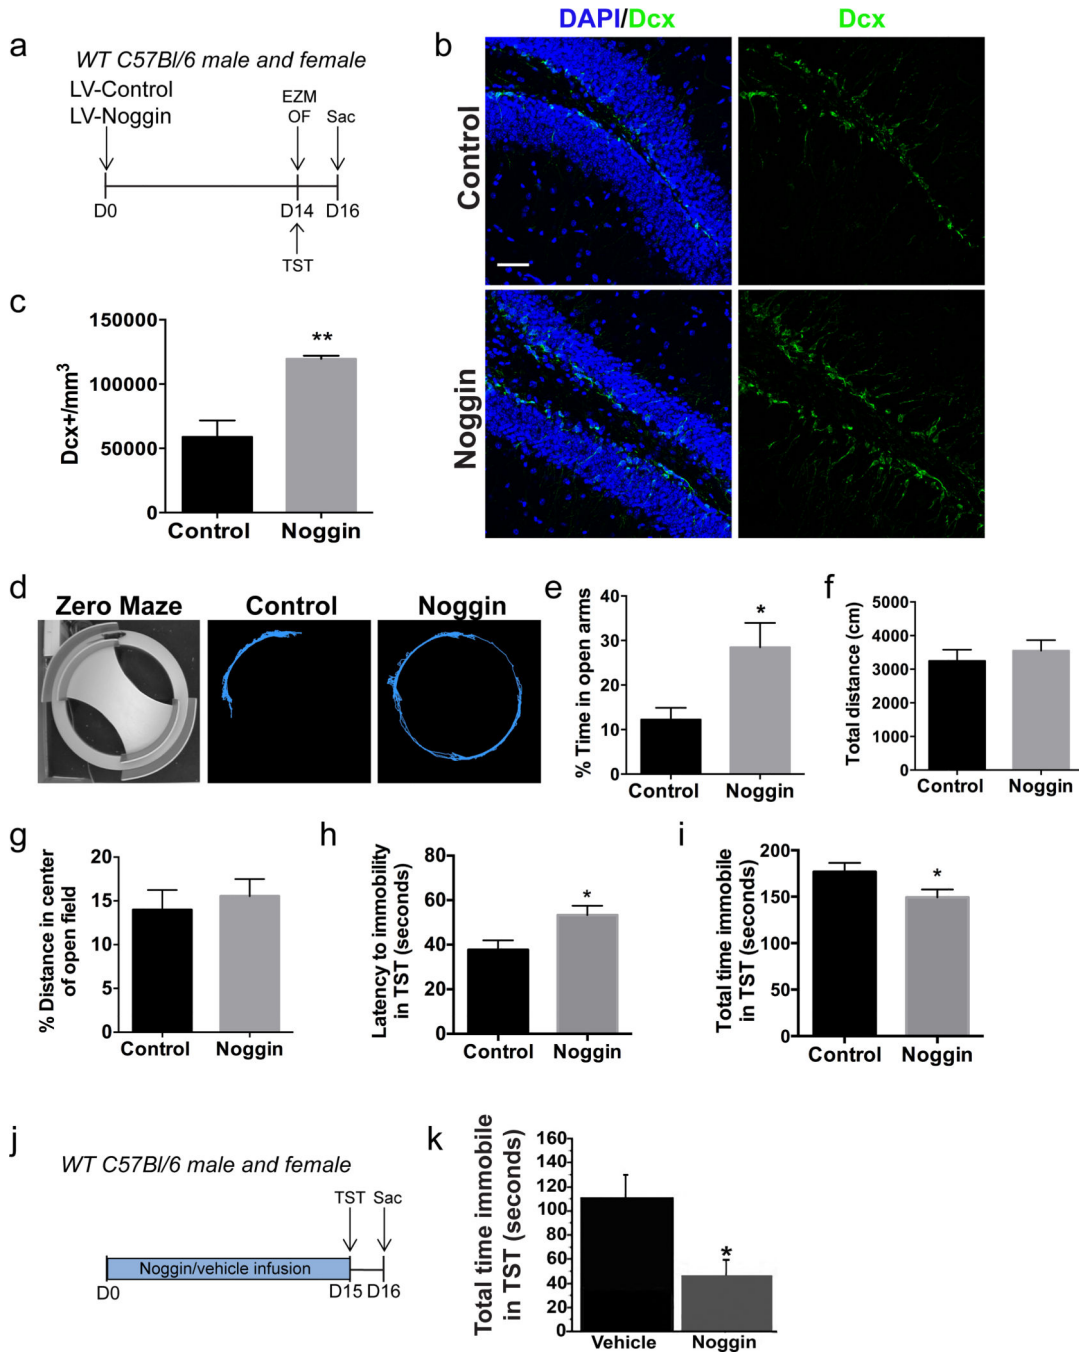 a
WT C57Bl/6 male and female
LV-Control
LV-Noggin
EZM
OF
Sac
D0
D14
D16
TST
b
DAPI/Dcx
Dcx
Control
Noggin
c
Dcx+/mm3
150000
100000
50000
0
**
Control
Noggin
d
Zero Maze
Control
Noggin
e
% Time in open arms
40
30
20
10
0
*
Control
Noggin
f
Total distance (cm)
5000
4000
3000
2000
1000
0
Control
Noggin
g
% Distance in center
of open field
20
15
10
5
0
Control
Noggin
h
Latency to immobility
in TST (seconds)
80
60
40
20
0
*
Control
Noggin
i
Total time immobile
in TST (seconds)
200
150
100
50
0
*
Control
Noggin
j
WT C57Bl/6 male and female
TST
Sac
Noggin/vehicle infusion
D0
D15
D16
k
Total time immobile
in TST (seconds)
160
140
120
100
80
60
40
20
0
*
Vehicle
Noggin